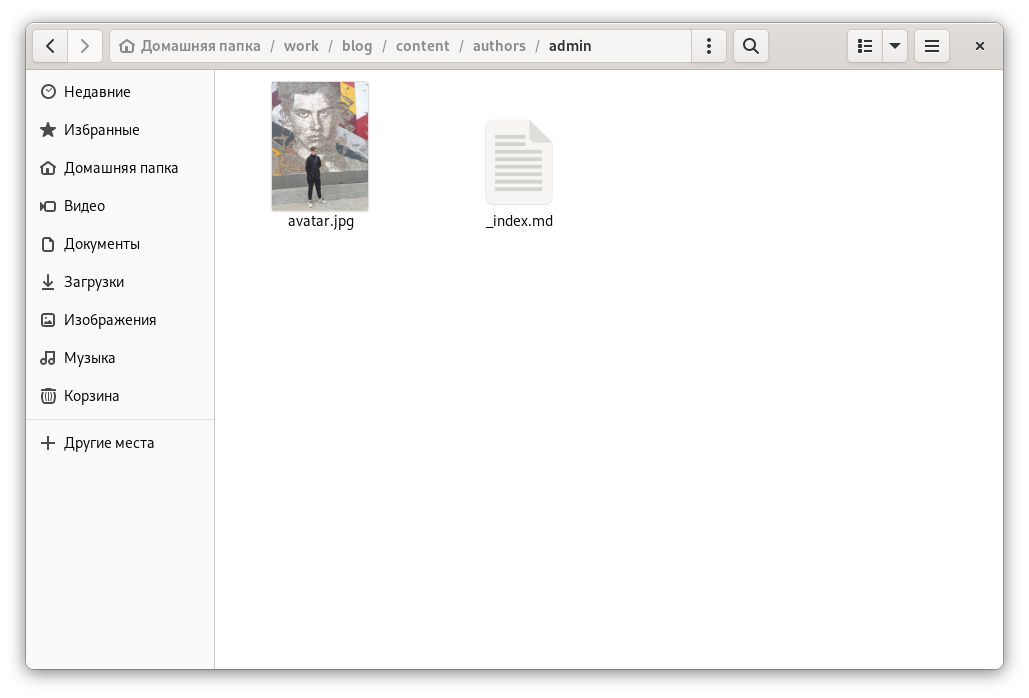 Домашняя папка / work / blog / content / authors / admin
Недавние
Избранные
Домашняя папка
Видео
Документы
Загрузки
Изображения
Музыка
Корзина
Другие места
avatar.jpg
_index.md